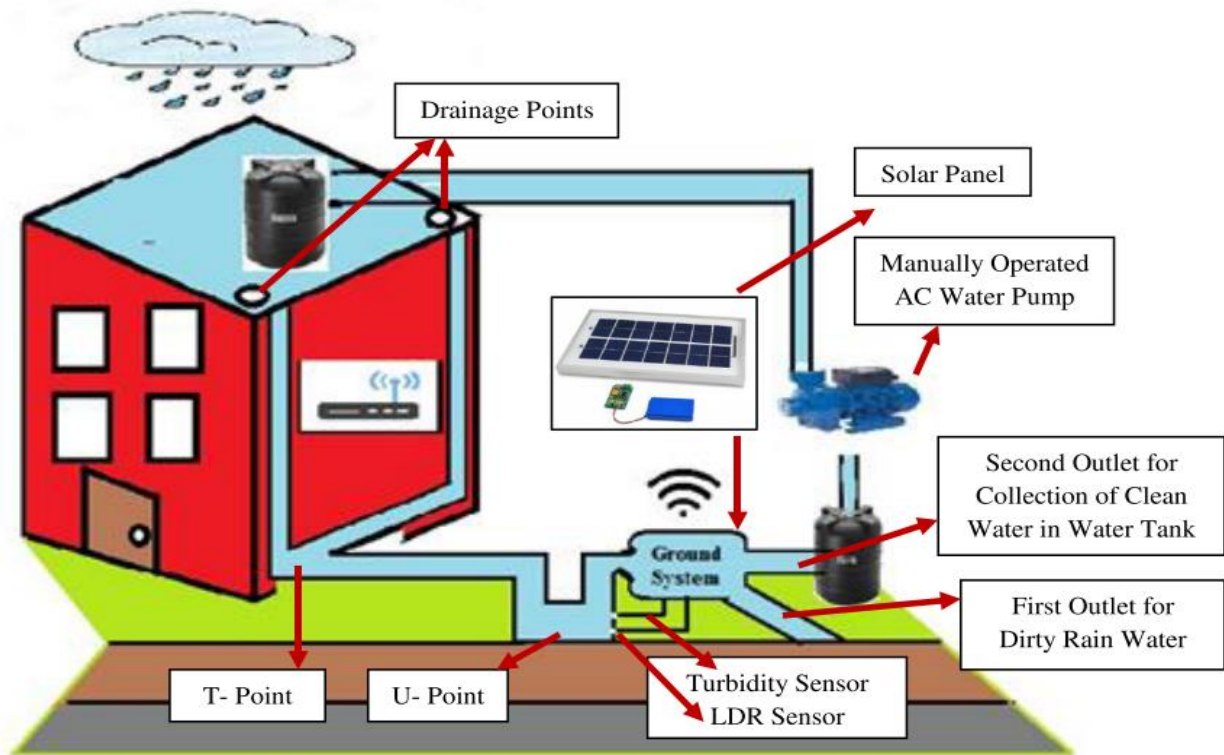 Drainage Points
Solar Panel
Manually Operated
AC Water Pump
Second Outlet for
Collection of Clean
Water in Water Tank
Ground
System
First Outlet for
Dirty Rain Water
T- Point
U- Point
Turbidity Sensor
LDR Sensor